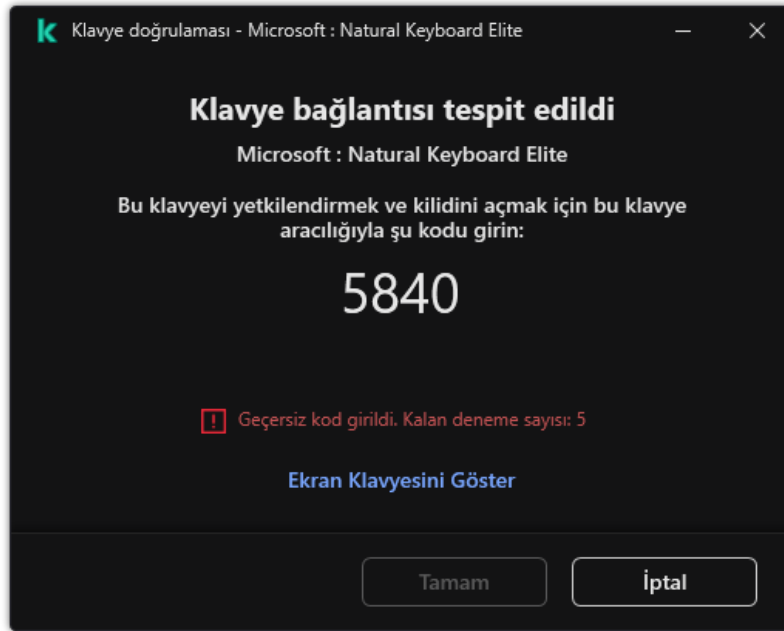 Klavye doğrulaması - Microsoft : Natural Keyboard Elite
Klavye bağlantısı tespit edildi
Microsoft : Natural Keyboard Elite
Bu klavyeyi yetkilendirmek ve kilidini açmak için bu klavye
aracılığıyla şu kodu girin:
5840
Geçersiz kod girildi. Kalan deneme sayısı: 5
Ekran Klavyesini Göster
Tamam
İptal